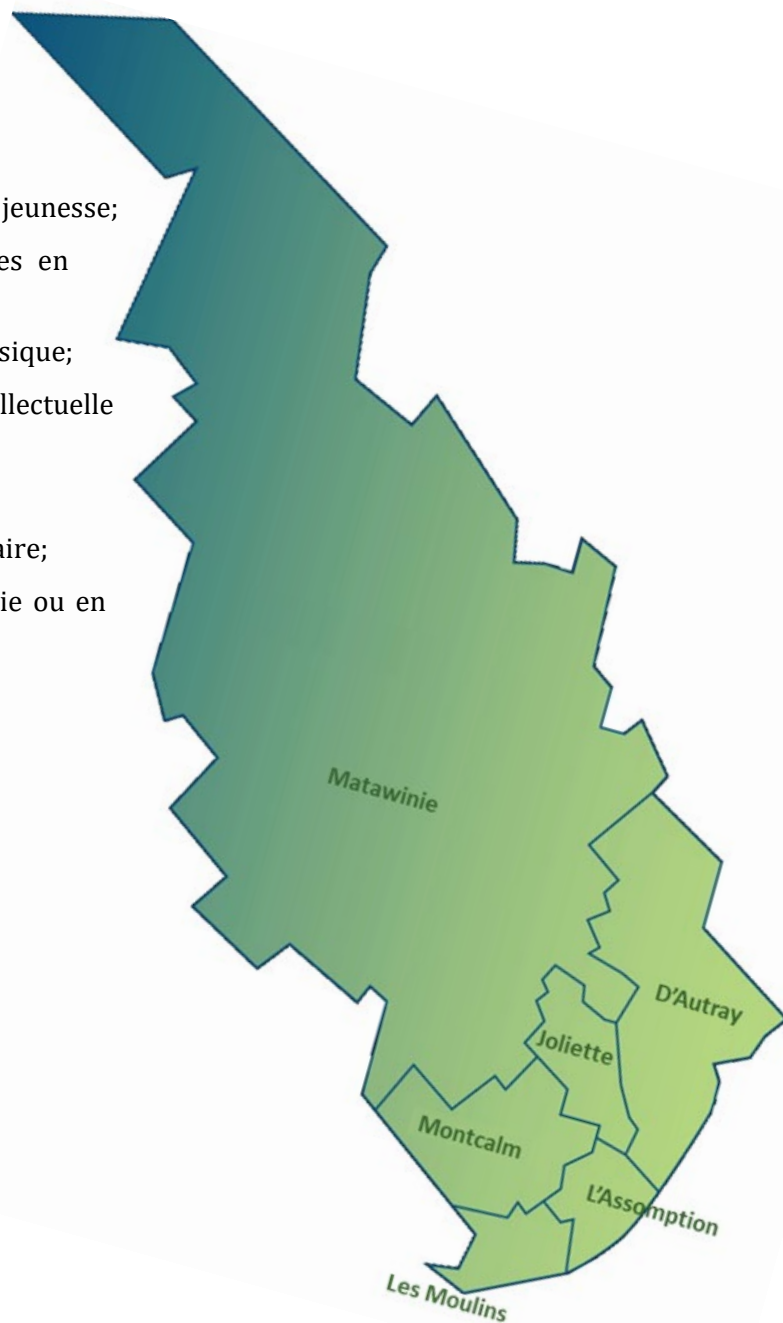 jeunesse;
es en
sique;
llectuelle
aire;
ie ou en
Matawinie
D'Autray
Joliette
Montcalm
L'Assomption
Les Moulins